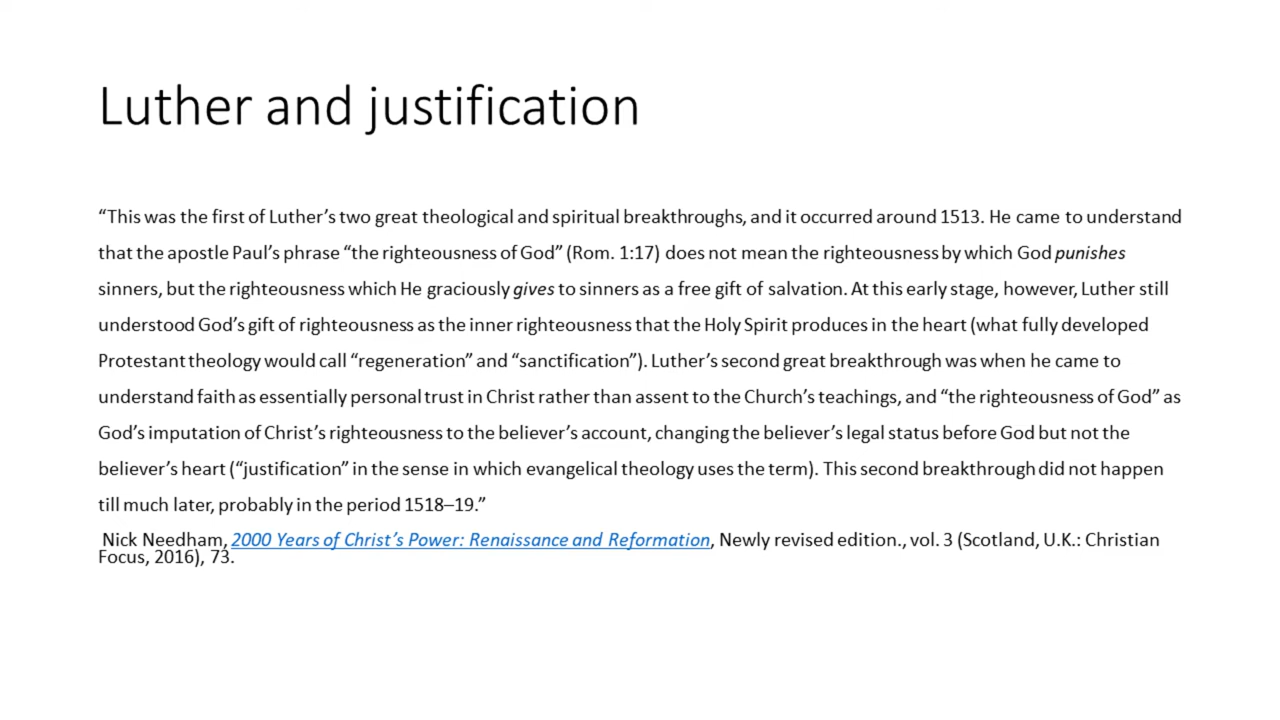 Luther and justification
“This was the first of Luther’s two great theological and spiritual breakthroughs, and it occurred around 1513. He came to understand
that the apostle Paul’s phrase “the righteousness of God” (Rom. 1:17) does not mean the righteousness by which God punishes
sinners, but the righteousness which He graciously gives to sinners as a free gift of salvation. At this early stage, however, Luther still
understood God’s gift of righteousness as the inner righteousness that the Holy Spirit produces in the heart (what fully developed
Protestant theology would call “regeneration” and “sanctification”). Luther’s second great breakthrough was when he came to
understand faith as essentially personal trust in Christ rather than assent to the Church’s teachings, and “the righteousness of God” as
God’s imputation of Christ’s righteousness to the believer’s account, changing the believer’s legal status before God but not the
believer’s heart (“justification” in the sense in which evangelical theology uses the term). This second breakthrough did not happen
till much later, probably in the period 1518–19.”
Nick Needham, 2000 Years of Christ’s Power: Renaissance and Reformation, Newly revised edition., vol. 3 (Scotland, U.K.: Christian
Focus, 2016), 73.